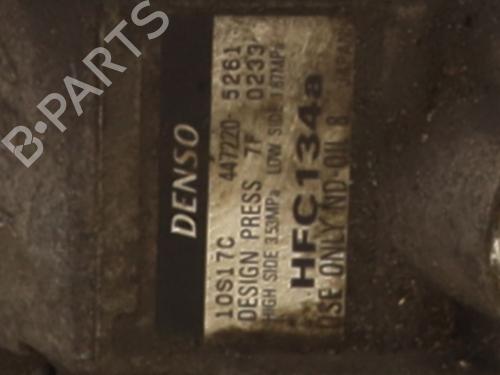 DENSO
10S17C 447220-5261
DESIGN PRESS 7F 0233
HIGH SIDE 3.53MPa LOW SIDE 1.67MPa
HFC134a
USE ONLY ND-OIL 8
JAPAN
B-PARTS